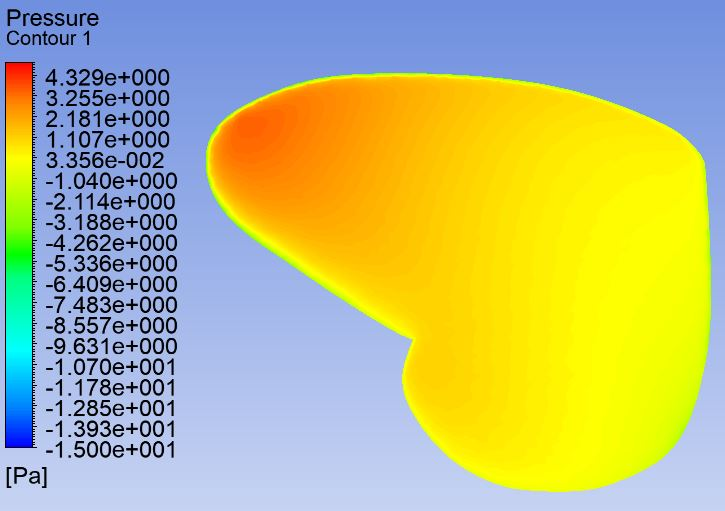 Pressure
Contour 1
4.329e+000
3.255e+000
2.181e+000
1.107e+000
3.356e-002
-1.040e+000
-2.114e+000
-3.188e+000
-4.262e+000
-5.336e+000
-6.409e+000
-7.483e+000
-8.557e+000
-9.631e+000
-1.070e+001
-1.178e+001
-1.285e+001
-1.393e+001
-1.500e+001
[Pa]